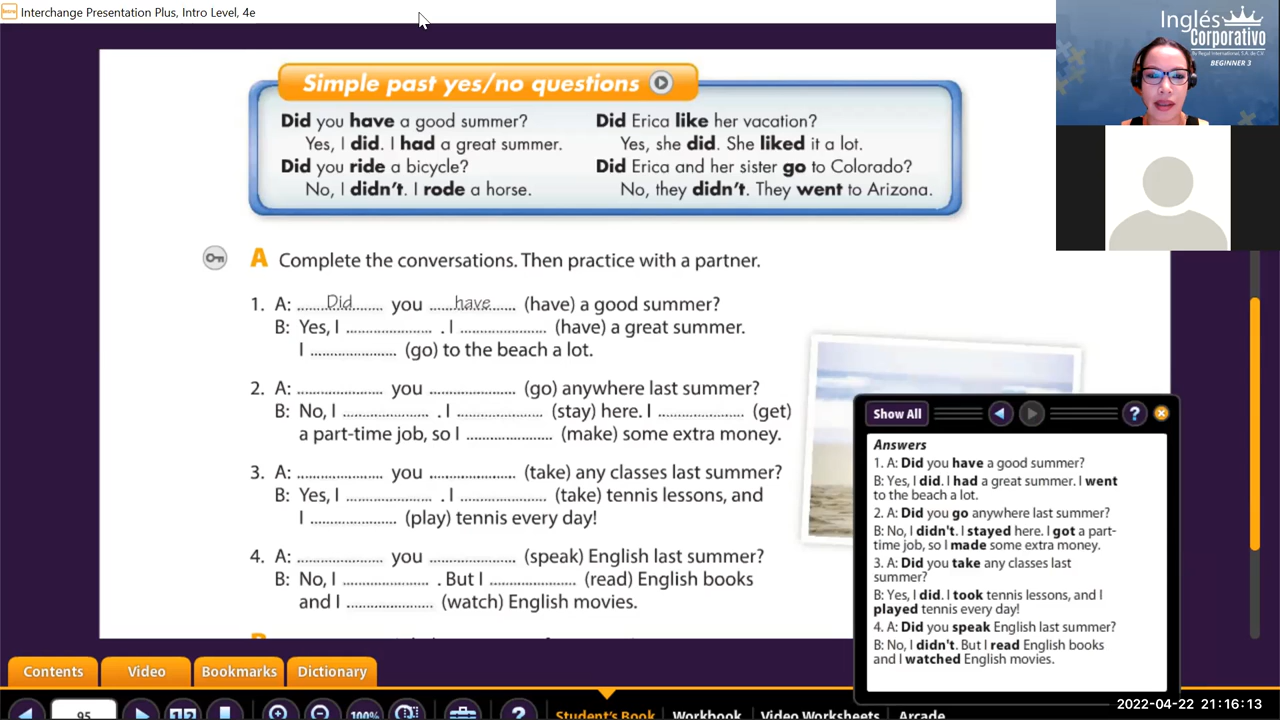 Interchange Presentation Plus, Intro Level, 4e
Inglés
Corporativo
By Regal International, S.A. de C.V.
BEGINNER 3
Simple past yes/no questions
Did you have a good summer?
Yes, I did. I had a great summer.
Did you ride a bicycle?
No, I didn't. I rode a horse.
Did Erica like her vacation?
Yes, she did. She liked it a lot.
Did Erica and her sister go to Colorado?
No, they didn't. They went to Arizona.
A Complete the conversations. Then practice with a partner.
1. A: ....Did.... you ....have.... (have) a good summer?
B: Yes, I .................... . I .................... (have) a great summer.
I .................... (go) to the beach a lot.
2. A: .................... you .................... (go) anywhere last summer?
B: No, I .................... . I .................... (stay) here. I .................... (get)
a part-time job, so I .................... (make) some extra money.
3. A: .................... you .................... (take) any classes last summer?
B: Yes, I .................... . I .................... (take) tennis lessons, and
I .................... (play) tennis every day!
4. A: .................... you .................... (speak) English last summer?
B: No, I .................... . But I .................... (read) English books
and I .................... (watch) English movies.
Show All
?
Answers
1. A: Did you have a good summer?
B: Yes, I did. I had a great summer. I went
to the beach a lot.
2. A: Did you go anywhere last summer?
B: No, I didn't. I stayed here. I got a part-
time job, so I made some extra money.
3. A: Did you take any classes last
summer?
B: Yes, I did. I took tennis lessons, and I
played tennis every day!
4. A: Did you speak English last summer?
B: No, I didn't. But I read English books
and I watched English movies.
Contents
Video
Bookmarks
Dictionary
95
100%
?
Student's Book
Workbook
Video Worksheets
Arcade
2022-04-22 21:16:13